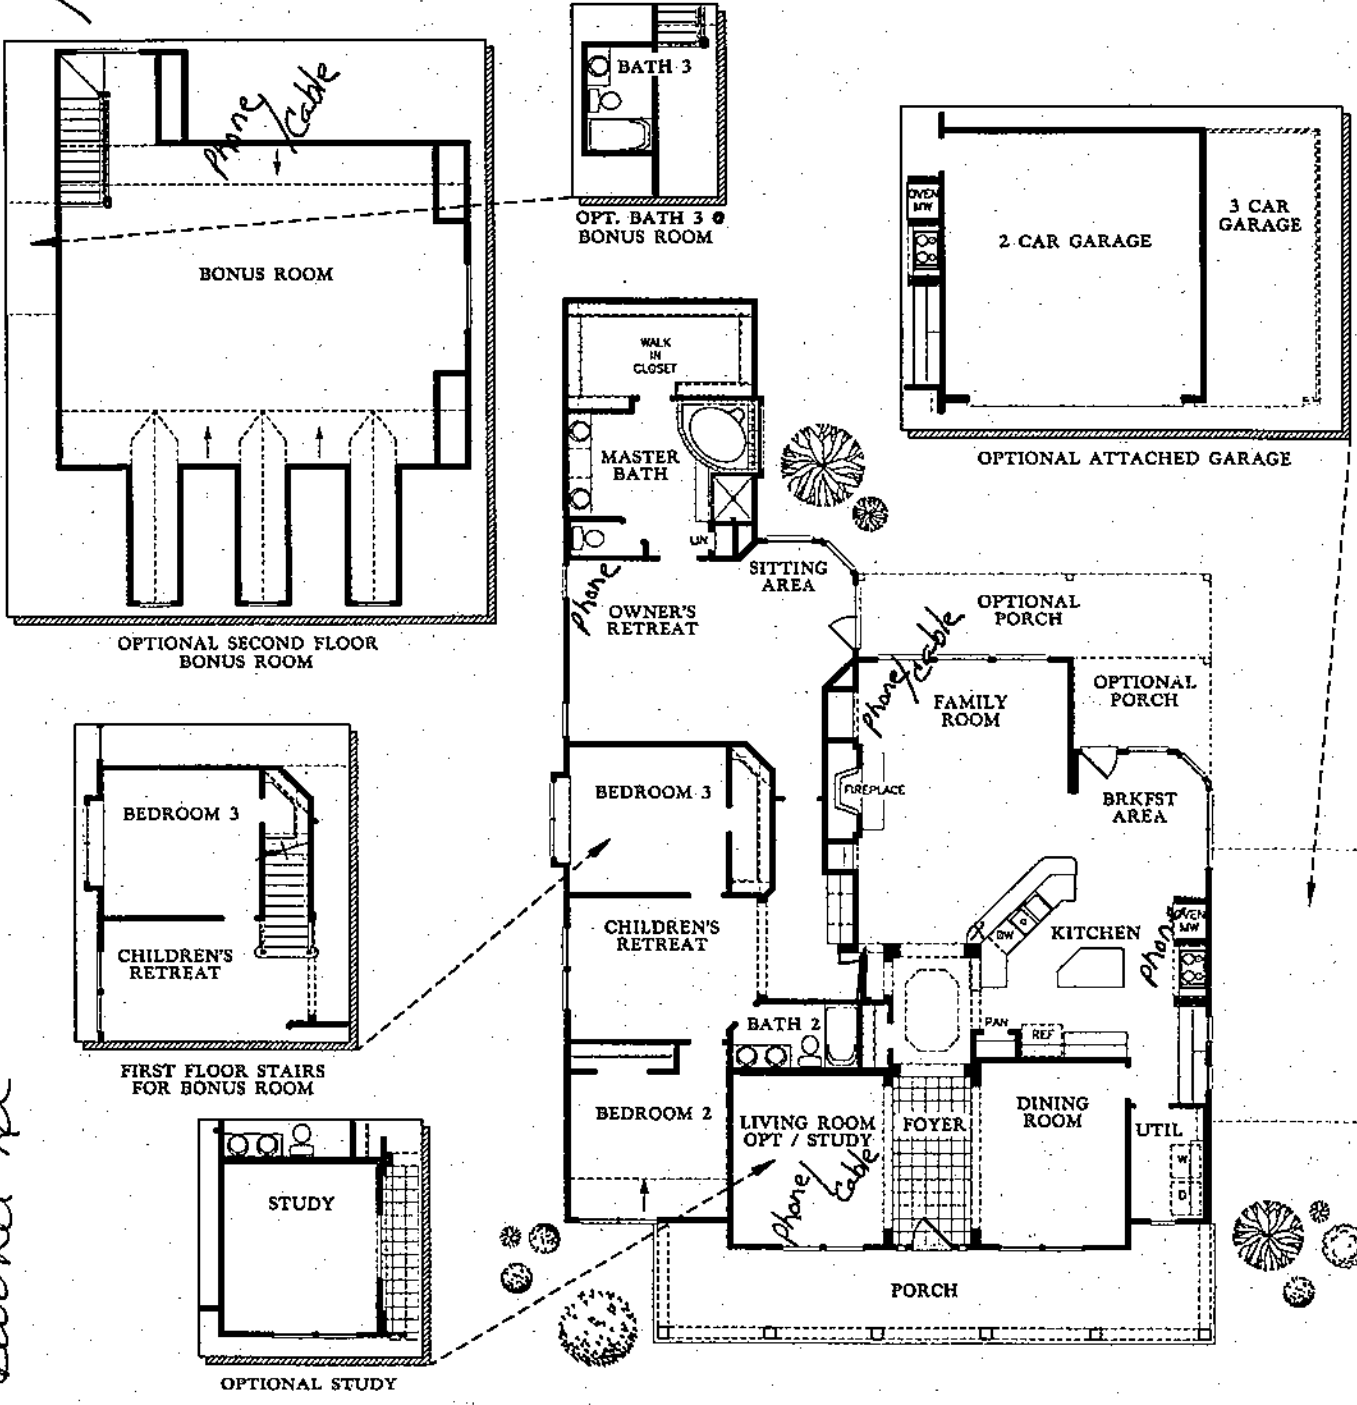 BATH 3
OPT. BATH 3 @
BONUS ROOM
Phone/Cable
BONUS ROOM
OPTIONAL SECOND FLOOR
BONUS ROOM
OVEN
MW
2 CAR GARAGE
3 CAR
GARAGE
OPTIONAL ATTACHED GARAGE
WALK
IN
CLOSET
MASTER
BATH
LIN
SITTING
AREA
Phone
OWNER'S
RETREAT
OPTIONAL
PORCH
Phone/Cable
FAMILY
ROOM
OPTIONAL
PORCH
BEDROOM 3
FIREPLACE
BRKFST
AREA
BEDROOM 3
CHILDREN'S
RETREAT
FIRST FLOOR STAIRS
FOR BONUS ROOM
CHILDREN'S
RETREAT
DW
KITCHEN
Phone
OVEN
MW
BATH 2
PAN
REF
BEDROOM 2
LIVING ROOM
OPT / STUDY
Phone/Cable
FOYER
DINING
ROOM
UTIL
W
D
STUDY
OPTIONAL STUDY
PORCH